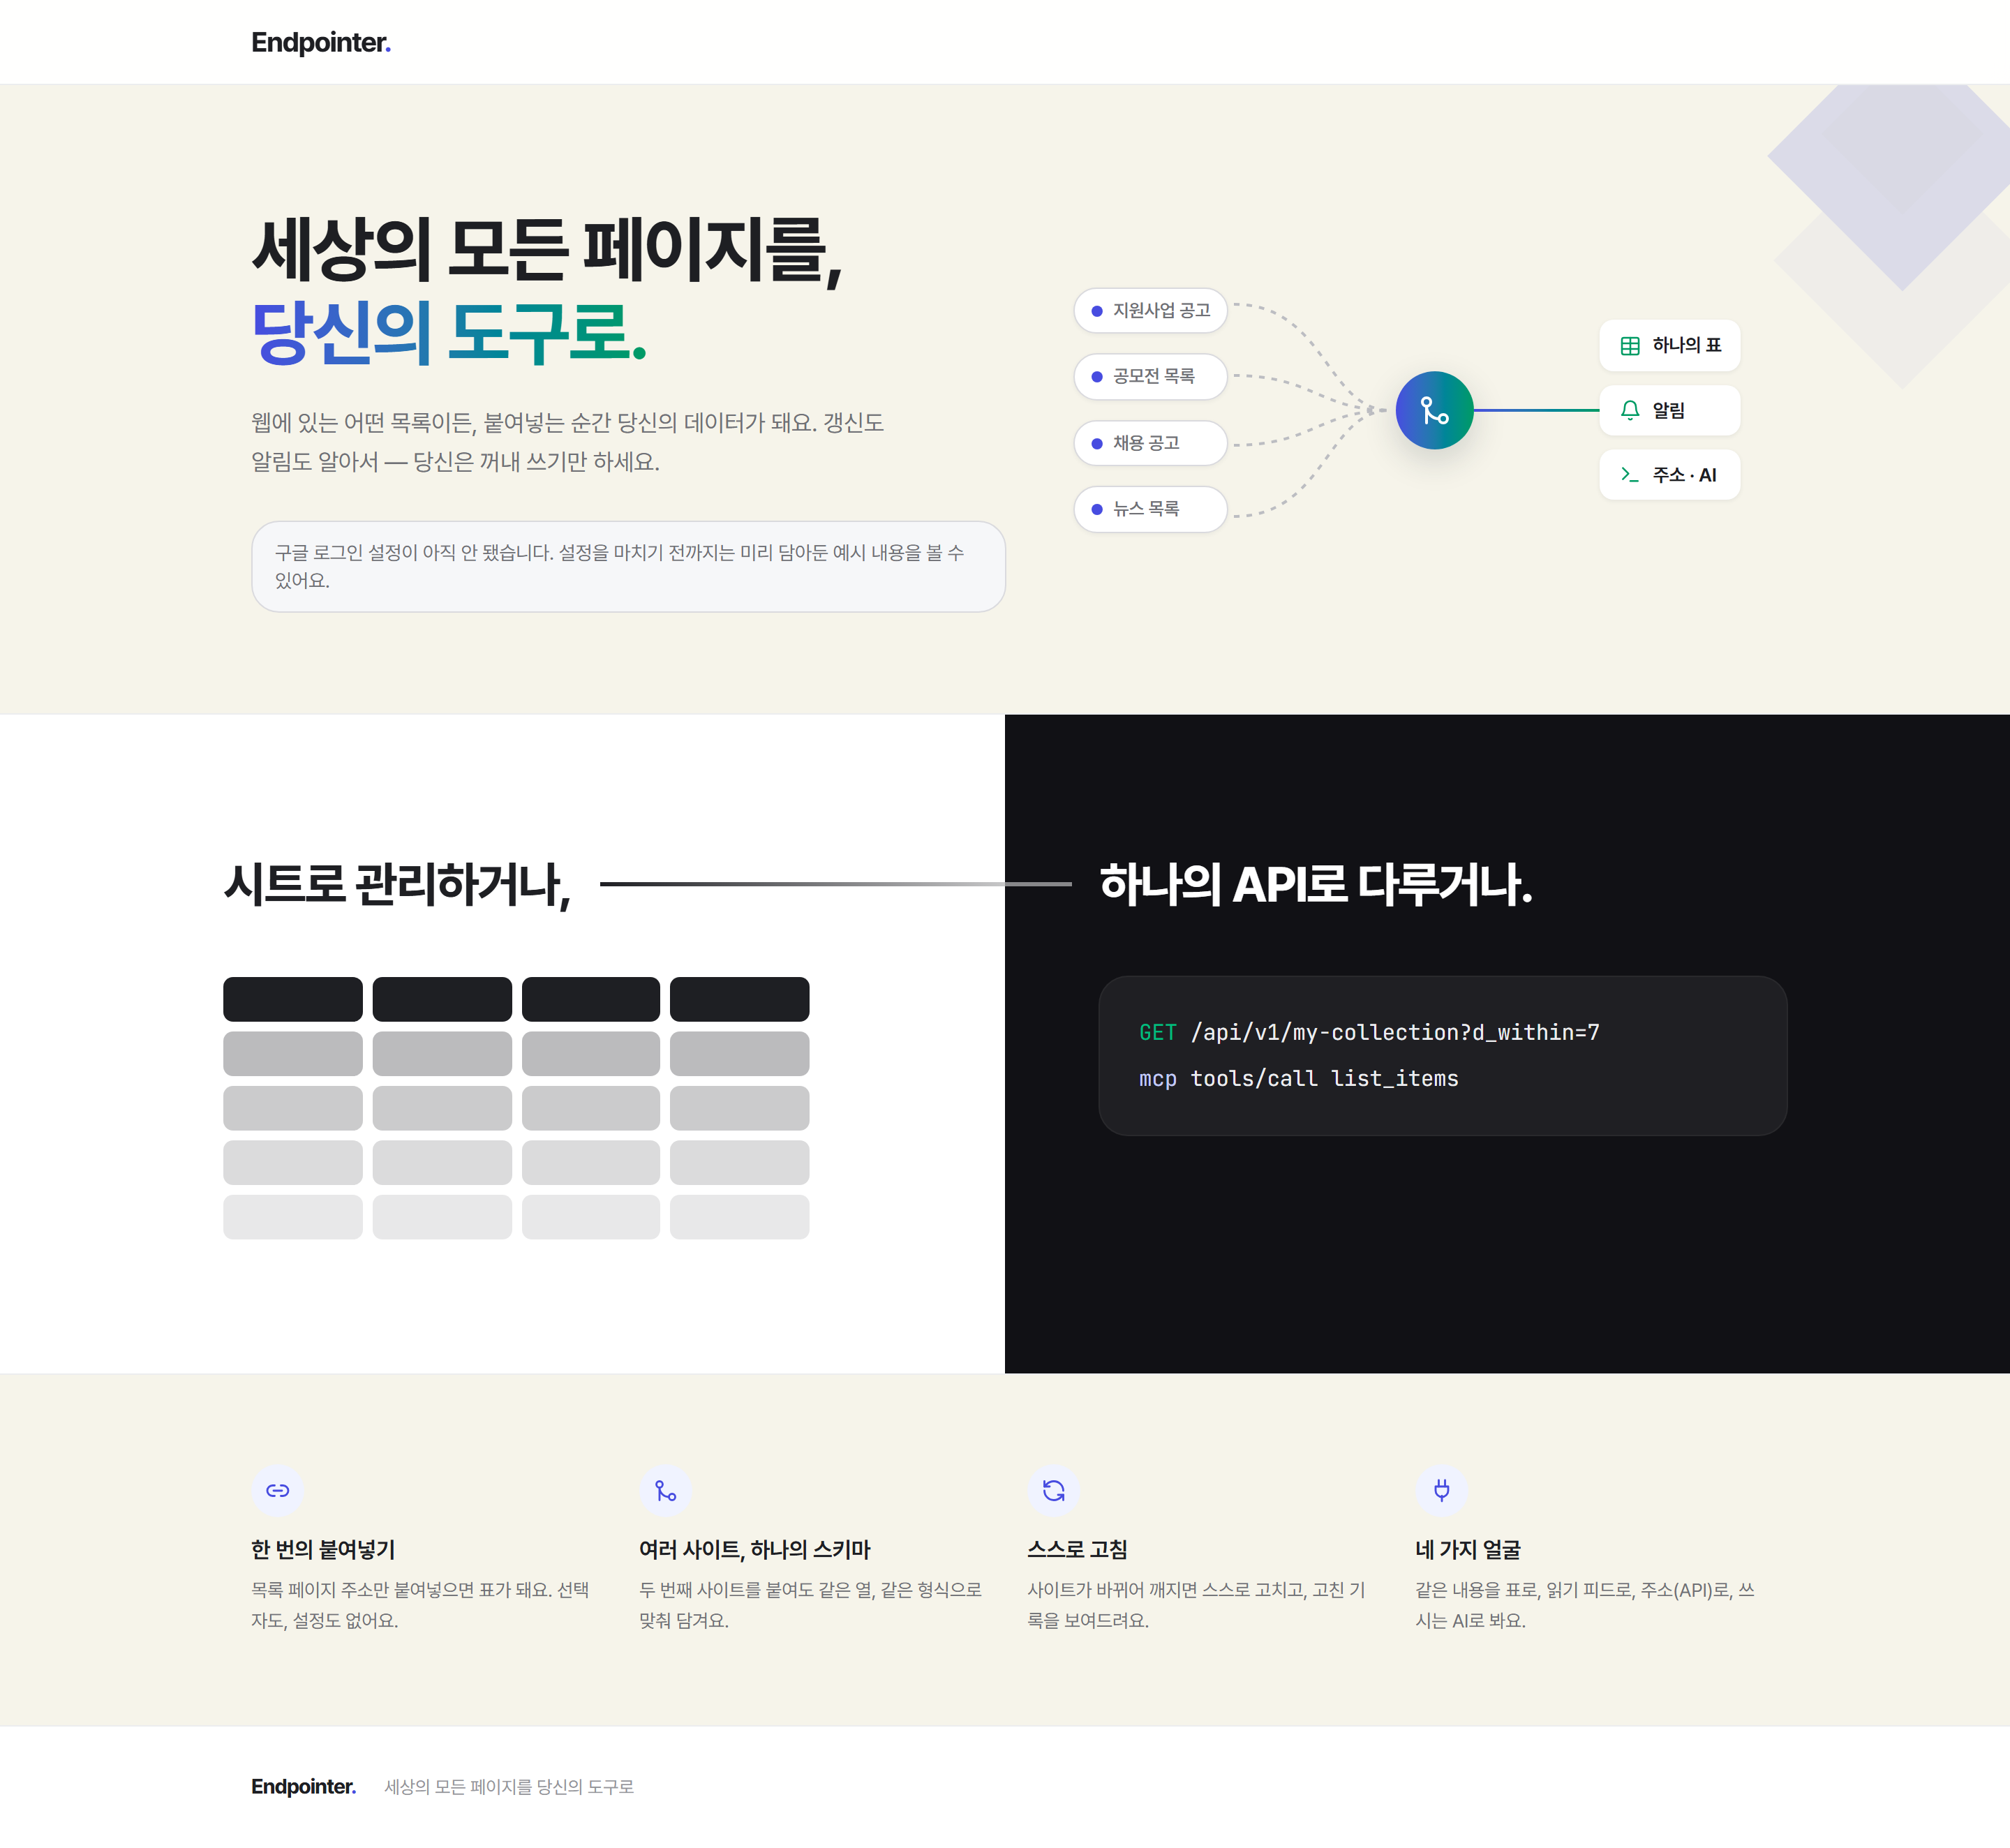 Endpointer.
세상의 모든 페이지를,
당신의 도구로.
웹에 있는 어떤 목록이든, 붙여넣는 순간 당신의 데이터가 돼요. 갱신도
알림도 알아서 — 당신은 꺼내 쓰기만 하세요.
구글 로그인 설정이 아직 안 됐습니다. 설정을 마치기 전까지는 미리 담아둔 예시 내용을 볼 수
있어요.
지원사업 공고
공모전 목록
채용 공고
뉴스 목록
하나의 표
알림
주소 · AI
시트로 관리하거나,
하나의 API로 다루거나.
GET /api/v1/my-collection?d_within=7
mcp tools/call list_items
한 번의 붙여넣기
목록 페이지 주소만 붙여넣으면 표가 돼요. 선택
자도, 설정도 없어요.
여러 사이트, 하나의 스키마
두 번째 사이트를 붙여도 같은 열, 같은 형식으로
맞춰 담겨요.
스스로 고침
사이트가 바뀌어 깨지면 스스로 고치고, 고친 기
록을 보여드려요.
네 가지 얼굴
같은 내용을 표로, 읽기 피드로, 주소(API)로, 쓰
시는 AI로 봐요.
Endpointer. 세상의 모든 페이지를 당신의 도구로